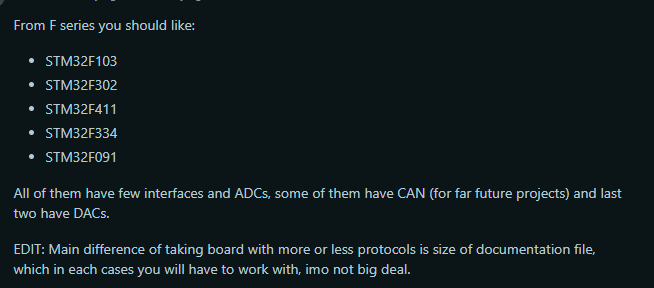 From F series you should like:
• STM32F103
• STM32F302
• STM32F411
• STM32F334
• STM32F091
All of them have few interfaces and ADCs, some of them have CAN (for far future projects) and last
two have DACs.
EDIT: Main difference of taking board with more or less protocols is size of documentation file,
which in each cases you will have to work with, imo not big deal.